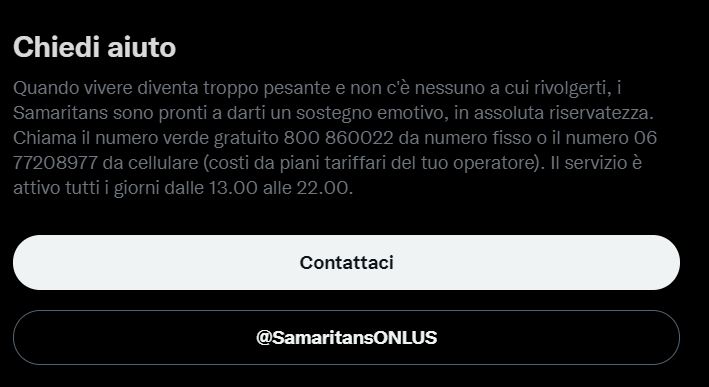 Chiedi aiuto
Quando vivere diventa troppo pesante e non c'è nessuno a cui rivolgerti, i
Samaritans sono pronti a darti un sostegno emotivo, in assoluta riservatezza.
Chiama il numero verde gratuito 800 860022 da numero fisso o il numero 06
77208977 da cellulare (costi da piani tariffari del tuo operatore). Il servizio è
attivo tutti i giorni dalle 13.00 alle 22.00.
Contattaci
@SamaritansONLUS